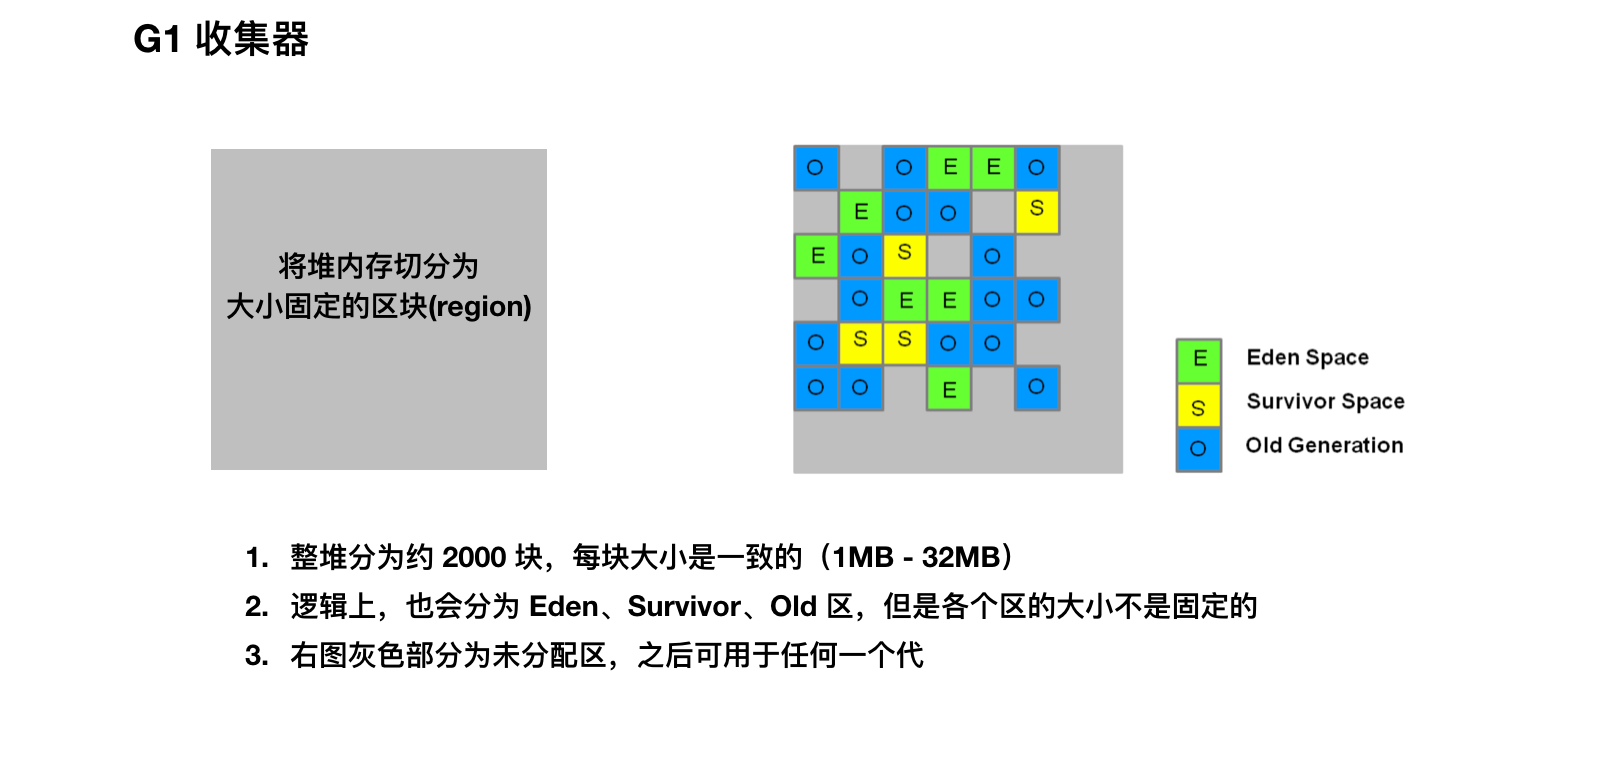 G1 收集器
将堆内存切分为
大小固定的区块(region)
O O E E O
E O O S
E O S O
O E E O O
O S S O O
O O E O
E Eden Space
S Survivor Space
O Old Generation
1. 整堆分为约 2000 块，每块大小是一致的（1MB - 32MB）
2. 逻辑上，也会分为 Eden、Survivor、Old 区，但是各个区的大小不是固定的
3. 右图灰色部分为未分配区，之后可用于任何一个代